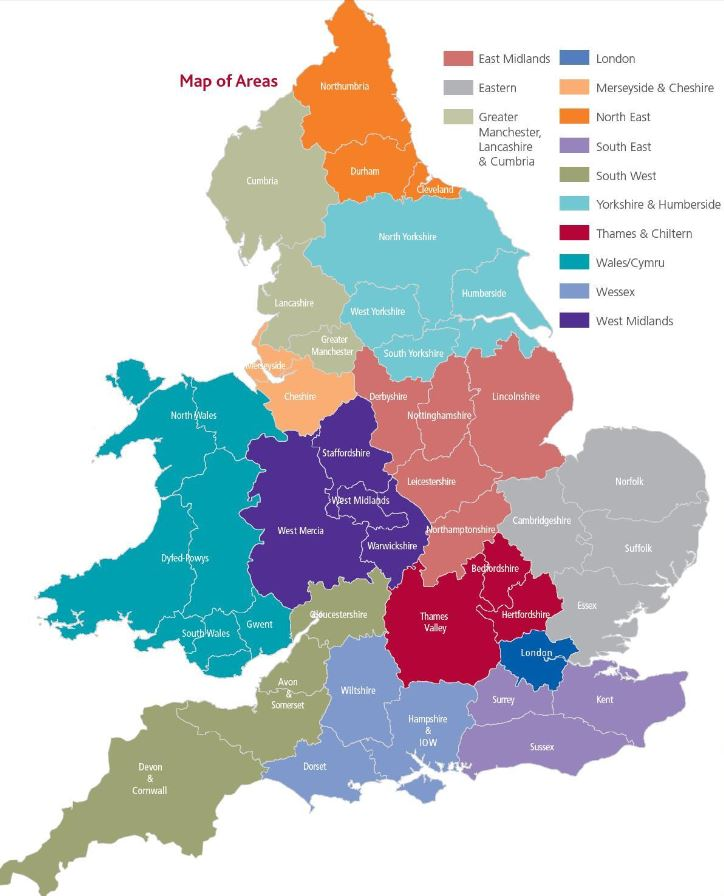 Map of Areas
East Midlands
Eastern
Greater
Manchester,
Lancashire
& Cumbria
London
Merseyside & Cheshire
North East
South East
South West
Yorkshire & Humberside
Thames & Chiltern
Wales/Cymru
Wessex
West Midlands
Northumbria
Durham
Cleveland
Cumbria
North Yorkshire
Lancashire
West Yorkshire
Humberside
Greater
Manchester
South Yorkshire
Merseyside
Cheshire
Derbyshire
Nottinghamshire
Lincolnshire
North Wales
Staffordshire
Leicestershire
Norfolk
West Midlands
Cambridgeshire
West Mercia
Northamptonshire
Warwickshire
Suffolk
Dyfed-Powys
Bedfordshire
Essex
Gloucestershire
Thames
Valley
Hertfordshire
Gwent
South Wales
London
Avon
&
Somerset
Wiltshire
Surrey
Kent
Hampshire
&
IOW
Sussex
Dorset
Devon
&
Cornwall